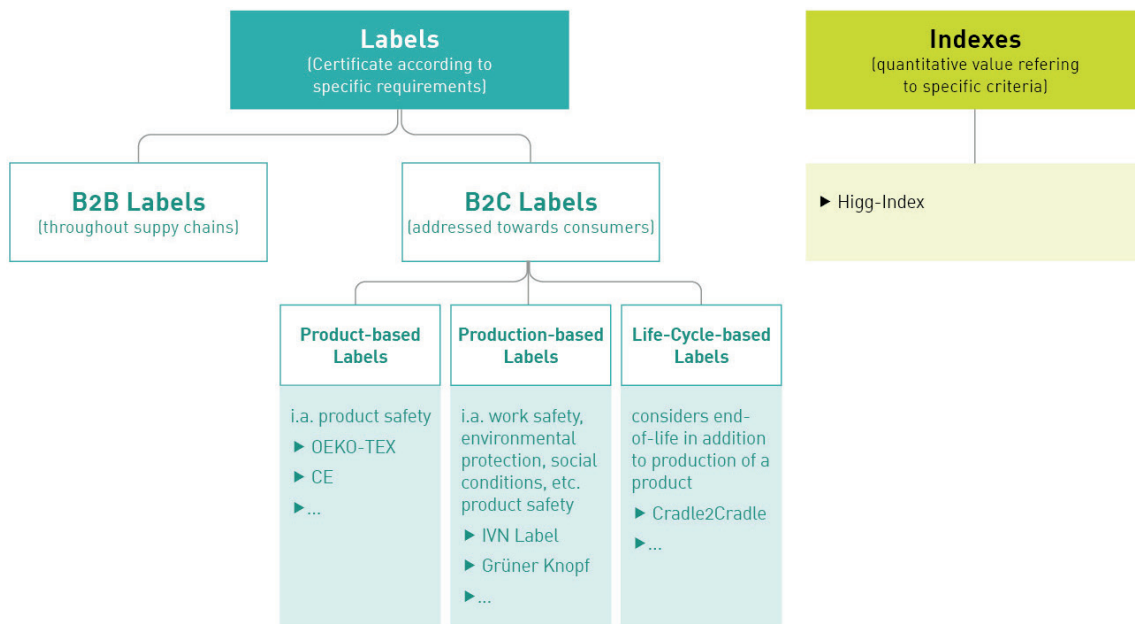 Labels
(Certificate according to
specific requirements)
Indexes
(quantitative value refering
to specific criteria)
B2B Labels
(throughout suppy chains)
B2C Labels
(addressed towards consumers)
▶ Higg-Index
Product-based
Labels
i.a. product safety
▶ OEKO-TEX
▶ CE
▶ ...
Production-based
Labels
i.a. work safety,
environmental
protection, social
conditions, etc.
product safety
▶ IVN Label
▶ Grüner Knopf
▶ ...
Life-Cycle-based
Labels
considers end-
of-life in addition
to production of a
product
▶ Cradle2Cradle
▶ ...